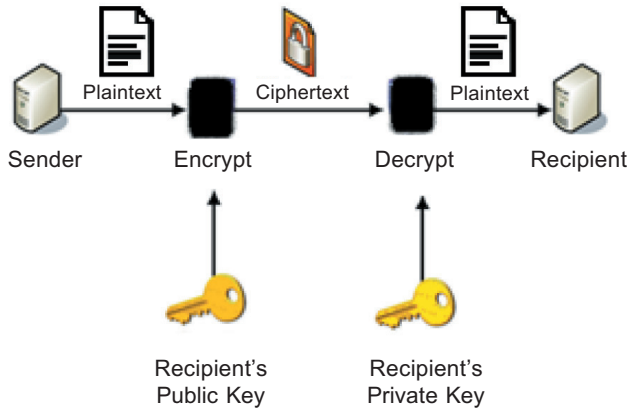 Plaintext
Ciphertext
Plaintext
Sender
Encrypt
Decrypt
Recipient
Recipient's
Public Key
Recipient's
Private Key